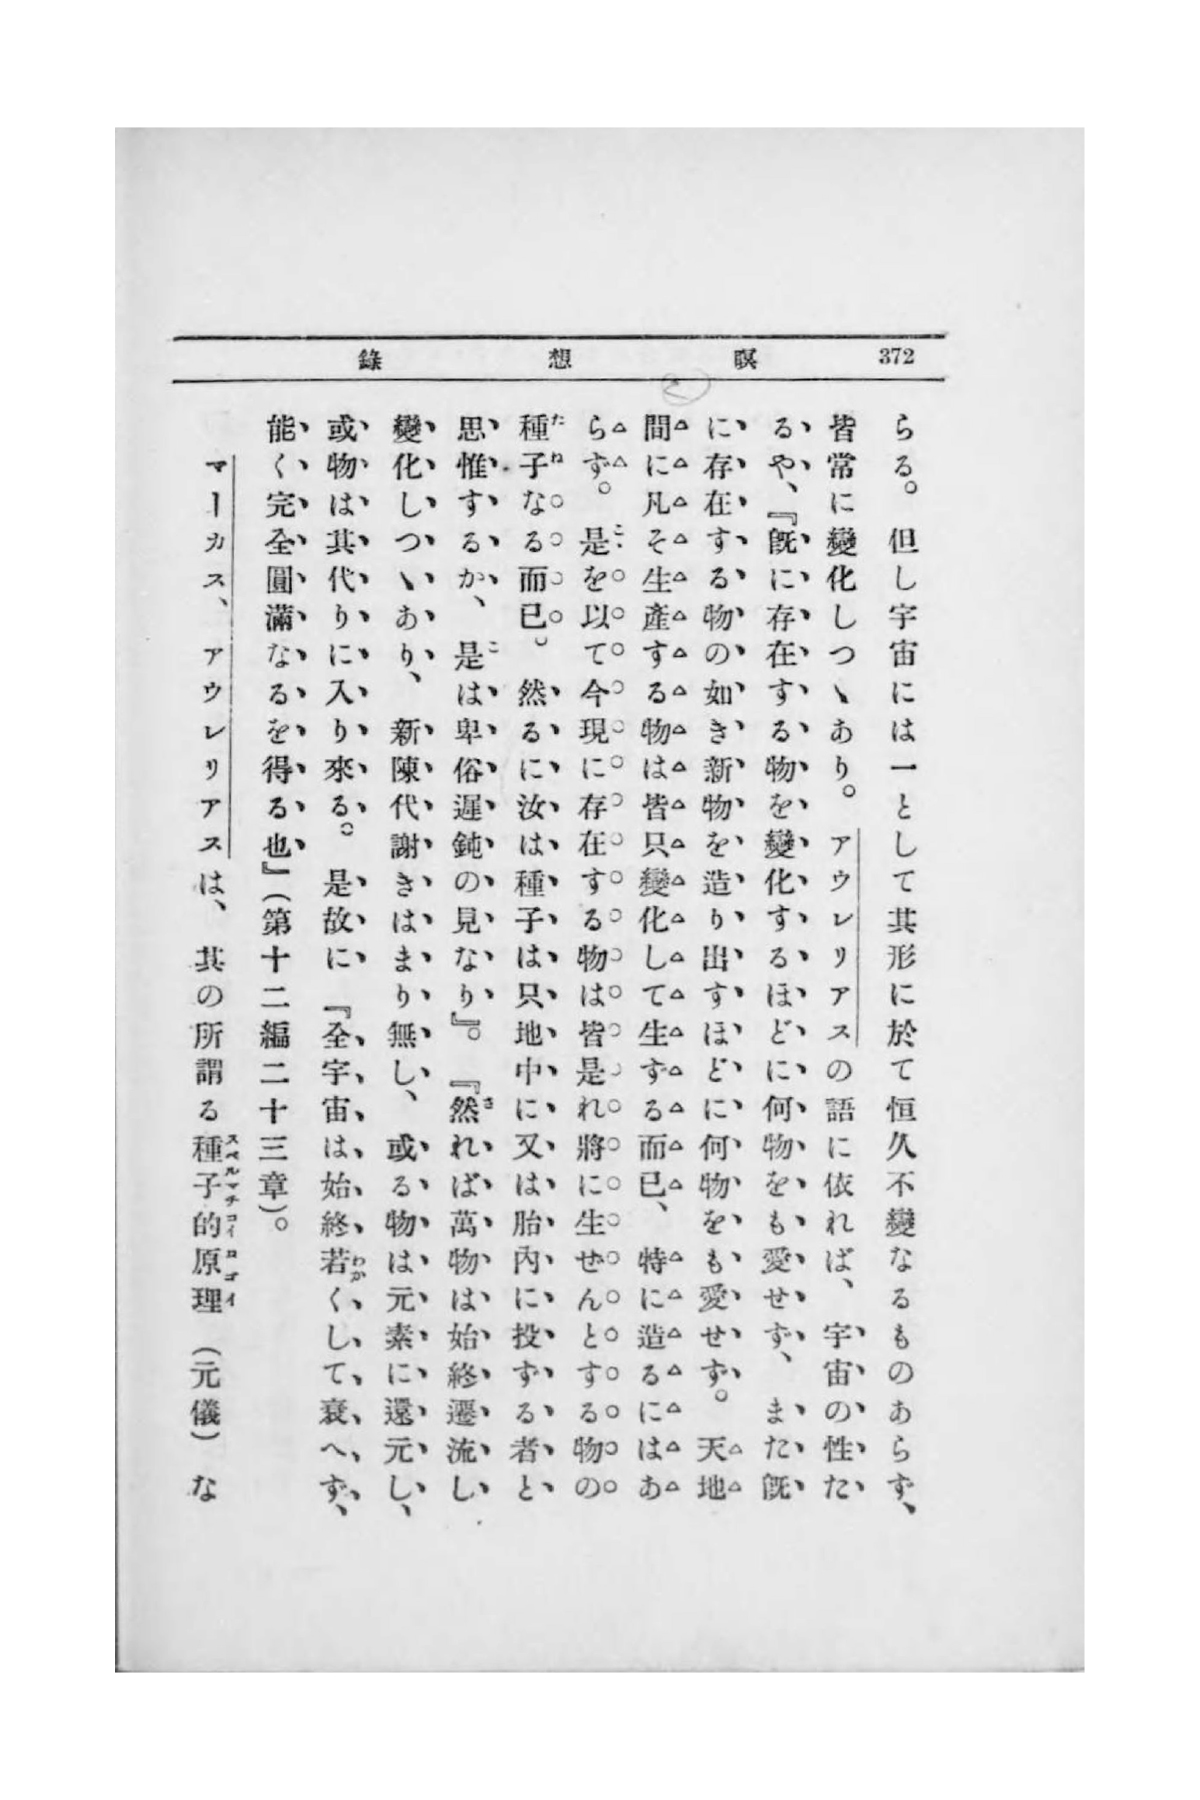 372 瞑想錄
らる。但し宇宙には一として其形に於て恒久不變なるものあらず、
皆常に變化しつゝあり。アウレリアスの語に依れば、宇宙の性た
るや、『既に存在する物を變化するほどに何物をも愛せず、また既
に存在する物の如き新物を造り出すほどに何物をも愛せず。天地
間に凡そ生產する物は皆只變化して生ずる而已、特に造るにはあ
らず。是を以て今現に存在する物は皆是れ將に生せんとする物の
種子なる而已。然るに汝は種子は只地中に又は胎內に投ずる者と
思惟するか、是は卑俗遲鈍の見なり』。『然れば萬物は始終遷流し
變化しつゝあり、新陳代謝きはまり無し、或る物は元素に還元し、
或物は其代りに入り來る。是故に『全宇宙は始終若くして衰へず、
能く完全圓滿なるを得る也』(第十二編二十三章)。
マーカス、アウレリアスは、其の所謂る種子的原理(元儀)な